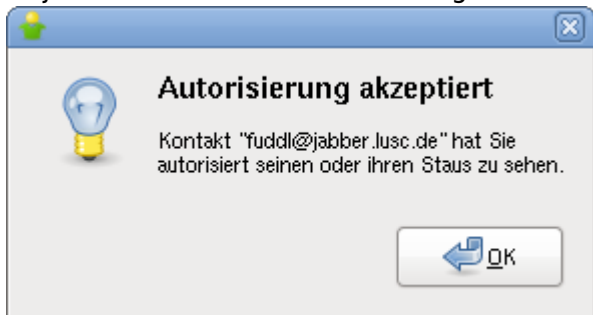 Autorisierung akzeptiert
Kontakt "fuddl@jabber.lusc.de" hat Sie
autorisiert seinen oder ihren Staus zu sehen.
OK